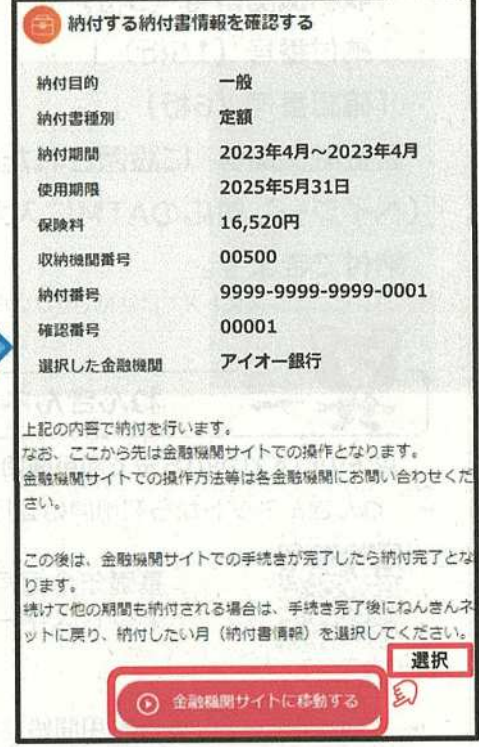 納付する納付書情報を確認する
納付目的 一般
納付書種別 定額
納付期間 2023年4月～2023年4月
使用期限 2025年5月31日
保険料 16,520円
収納機関番号 00500
納付番号 9999-9999-9999-0001
確認番号 00001
選択した金融機関 アイオー銀行
上記の内容で納付を行います。
なお、ここから先は金融機関サイトでの操作となります。
金融機関サイトでの操作方法等は各金融機関にお問い合わせくだ
さい。
この後は、金融機関サイトでの手続きが完了したら納付完了とな
ります。
続けて他の期間も納付される場合は、手続き完了後にねんきんネ
ットに戻り、納付したい月（納付書情報）を選択してください。
選択
金融機関サイトに移動する